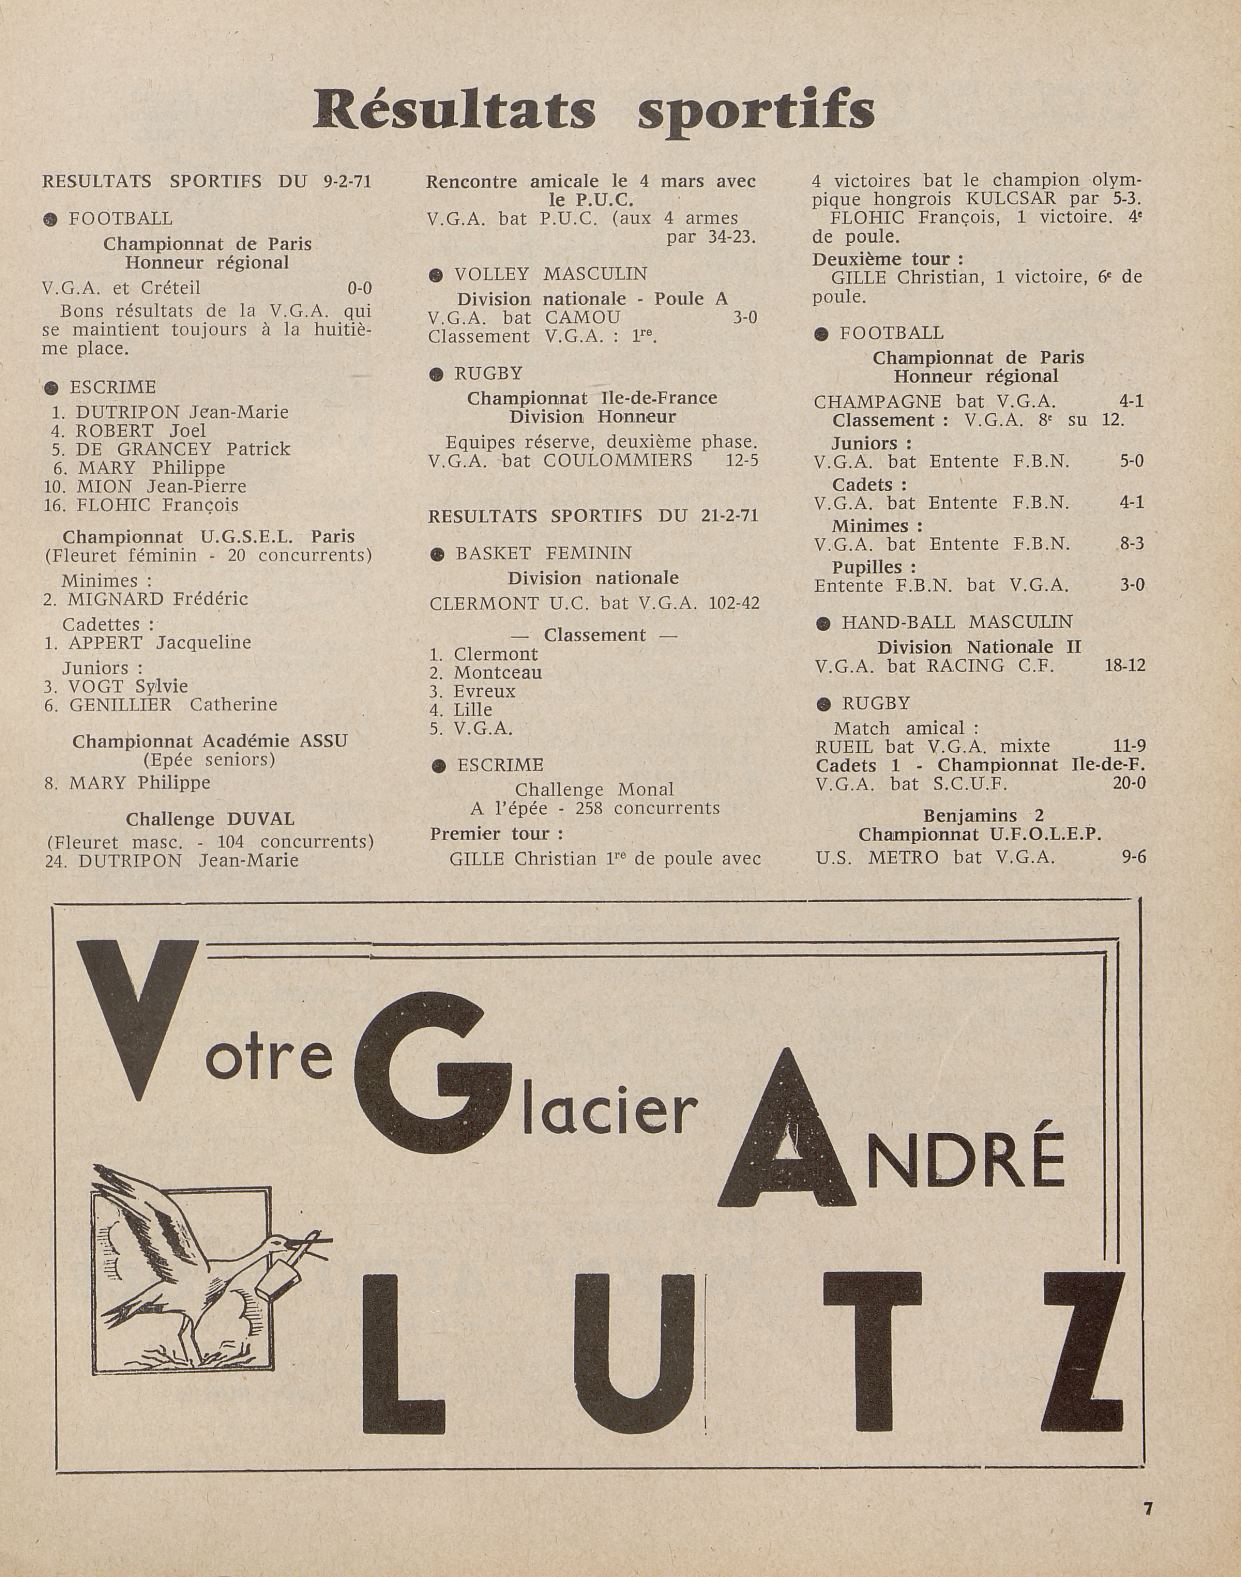 Résultats sportifs
RESULTATS SPORTIFS DU 9-2-71
● FOOTBALL
Championnat de Paris
Honneur régional
V.G.A. et Créteil 0-0
Bons résultats de la V.G.A. qui
se maintient toujours à la huitiè-
me place.
● ESCRIME
1. DUTRIPON Jean-Marie
4. ROBERT Joel
5. DE GRANCEY Patrick
6. MARY Philippe
10. MION Jean-Pierre
16. FLOHIC François
Championnat U.G.S.E.L. Paris
(Fleuret féminin - 20 concurrents)
Minimes :
2. MIGNARD Frédéric
Cadettes :
1. APPERT Jacqueline
Juniors :
3. VOGT Sylvie
6. GENILLIER Catherine
Championnat Académie ASSU
(Epée seniors)
8. MARY Philippe
Challenge DUVAL
(Fleuret masc. - 104 concurrents)
24. DUTRIPON Jean-Marie
Rencontre amicale le 4 mars avec
le P.U.C.
V.G.A. bat P.U.C. (aux 4 armes
par 34-23.
● VOLLEY MASCULIN
Division nationale - Poule A
V.G.A. bat CAMOU 3-0
Classement V.G.A. : 1re.
● RUGBY
Championnat Ile-de-France
Division Honneur
Equipes réserve, deuxième phase.
V.G.A. bat COULOMMIERS 12-5
RESULTATS SPORTIFS DU 21-2-71
● BASKET FEMININ
Division nationale
CLERMONT U.C. bat V.G.A. 102-42
— Classement —
1. Clermont
2. Montceau
3. Evreux
4. Lille
5. V.G.A.
● ESCRIME
Challenge Monal
A l'épée - 258 concurrents
Premier tour :
GILLE Christian 1re de poule avec
4 victoires bat le champion olym-
pique hongrois KULCSAR par 5-3.
FLOHIC François, 1 victoire. 4e
de poule.
Deuxième tour :
GILLE Christian, 1 victoire, 6e de
poule.
● FOOTBALL
Championnat de Paris
Honneur régional
CHAMPAGNE bat V.G.A. 4-1
Classement : V.G.A. 8e su 12.
Juniors :
V.G.A. bat Entente F.B.N. 5-0
Cadets :
V.G.A. bat Entente F.B.N. 4-1
Minimes :
V.G.A. bat Entente F.B.N. 8-3
Pupilles :
Entente F.B.N. bat V.G.A. 3-0
● HAND-BALL MASCULIN
Division Nationale II
V.G.A. bat RACING C.F. 18-12
● RUGBY
Match amical :
RUEIL bat V.G.A. mixte 11-9
Cadets 1 - Championnat Ile-de-F.
V.G.A. bat S.C.U.F. 20-0
Benjamins 2
Championnat U.F.O.L.E.P.
U.S. METRO bat V.G.A. 9-6
Votre
Glacier
ANDRÉ
LUTZ
7